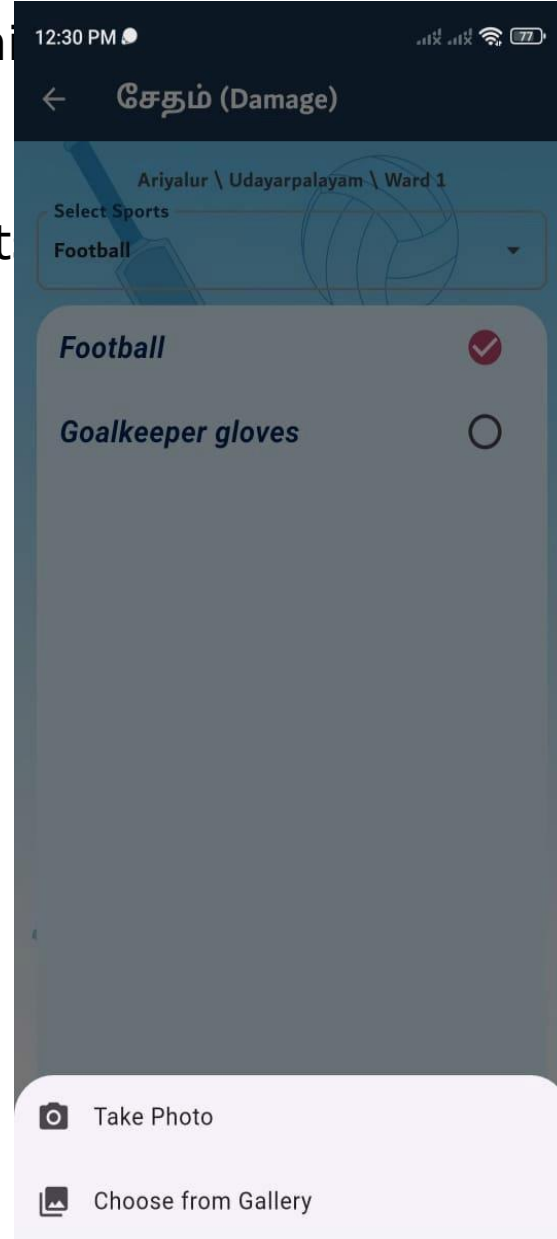 12:30 PM
77
சேதம் (Damage)
Ariyalur \ Udayarpalayam \ Ward 1
Select Sports
Football
Football
Goalkeeper gloves
Take Photo
Choose from Gallery